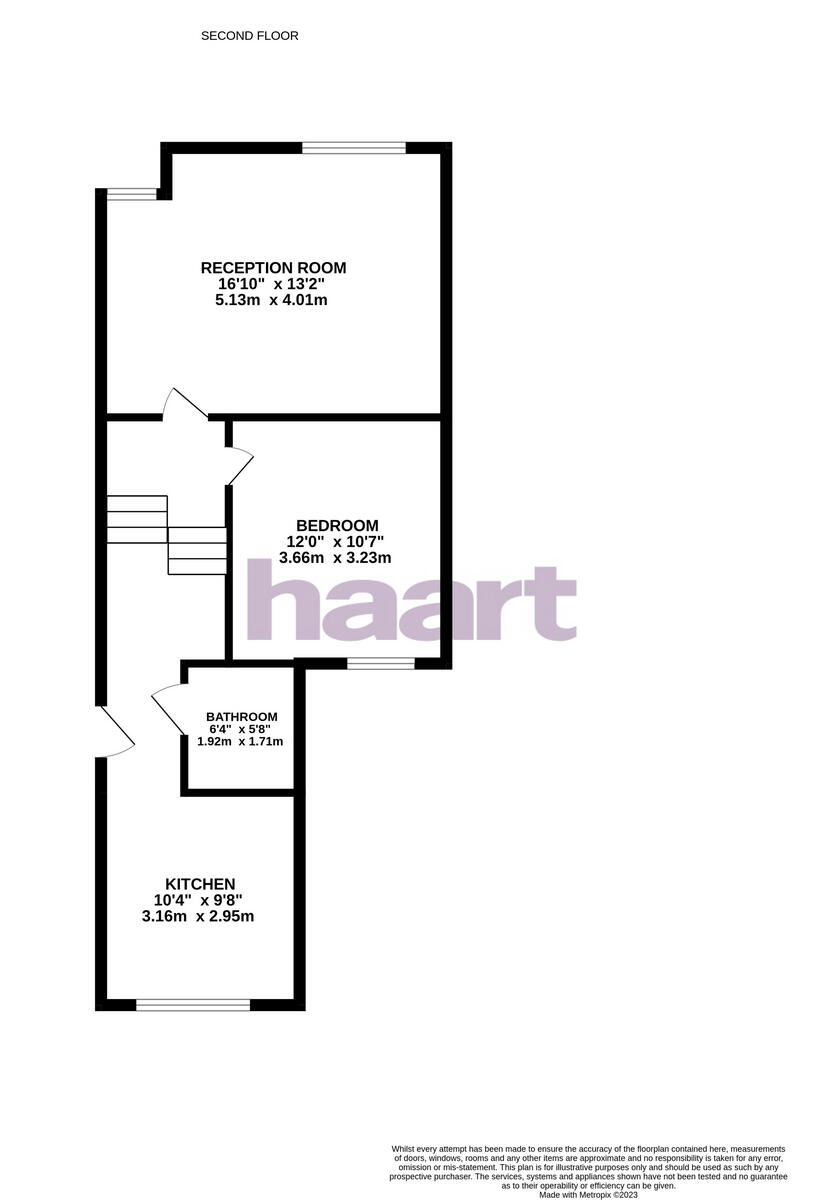 SECOND FLOOR
RECEPTION ROOM
16'10" x 13'2"
5.13m x 4.01m
BEDROOM
12'0" x 10'7"
3.66m x 3.23m
haart
BATHROOM
6'4" x 5'8"
1.92m x 1.71m
KITCHEN
10'4" x 9'8"
3.16m x 2.95m
Whilst every attempt has been made to ensure the accuracy of the floorplan contained here, measurements
of doors, windows, rooms and any other items are approximate and no responsibility is taken for any error,
omission or mis-statement. This plan is for illustrative purposes only and should be used as such by any
prospective purchaser. The services, systems and appliances shown have not been tested and no guarantee
as to their operability or efficiency can be given.
Made with Metropix ©2023